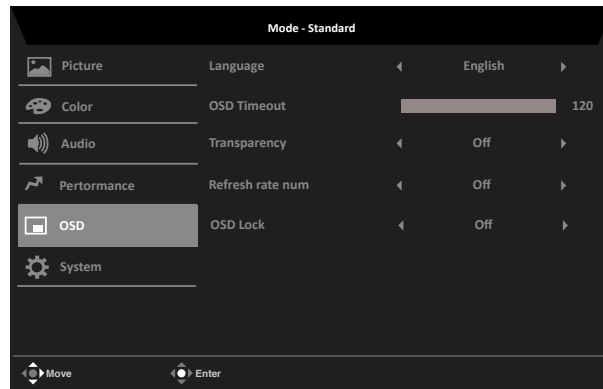 Mode - Standard
Picture
Language English
Color
OSD Timeout 120
Audio
Transparency Off
Pertormance
Refresh rate num Off
OSD
OSD Lock Off
System
Move Enter